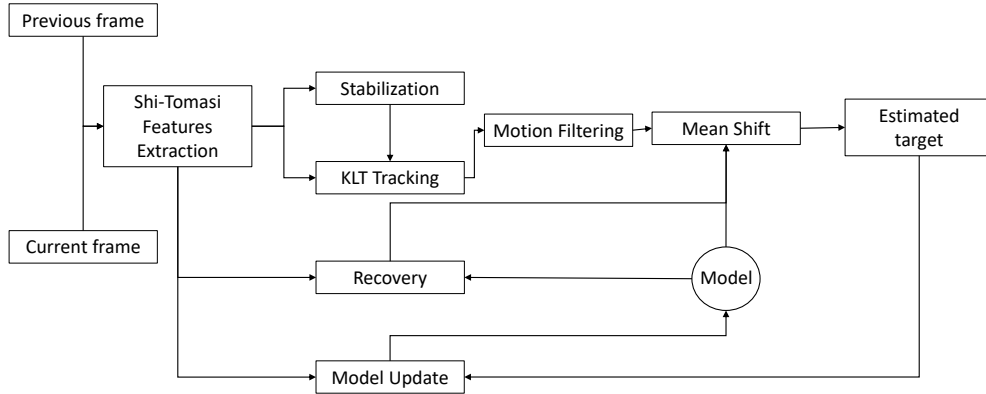 Previous frame
Shi-Tomasi
Features
Extraction
Current frame
Stabilization
KLT Tracking
Motion Filtering
Mean Shift
Estimated
target
Recovery
Model
Model Update